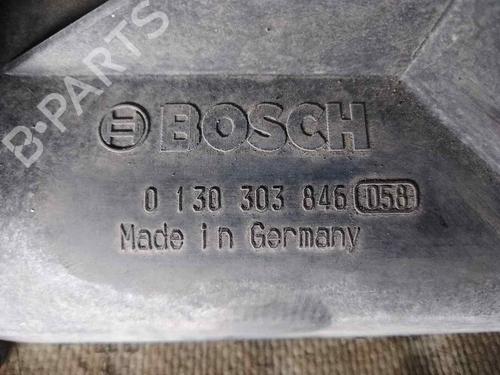 B-PARTS
BOSCH
0 130 303 846 058
Made in Germany